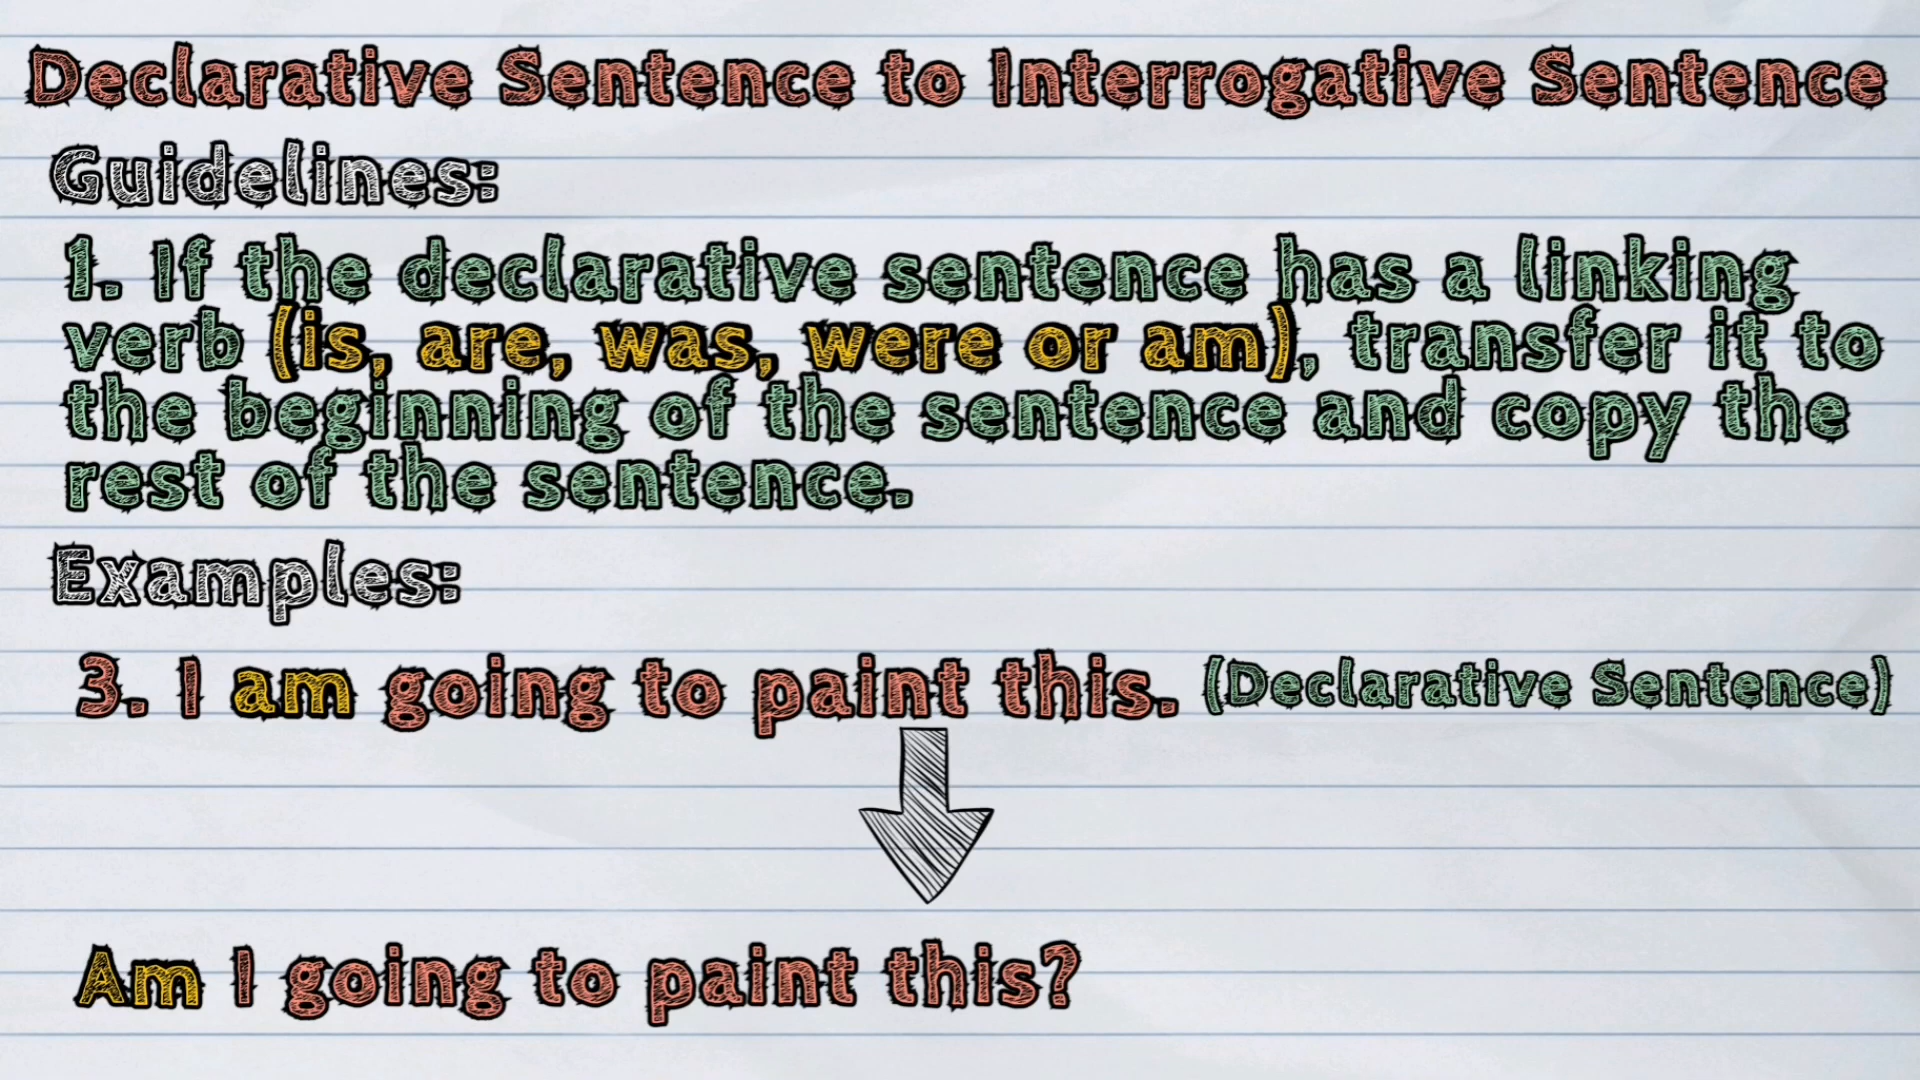 Declarative Sentence to Interrogative Sentence
Guidelines:
1. If the declarative sentence has a linking
verb (is, are, was, were or am), transfer it to
the beginning of the sentence and copy the
rest of the sentence.
Examples:
3. I am going to paint this. (Declarative Sentence)
Am I going to paint this?